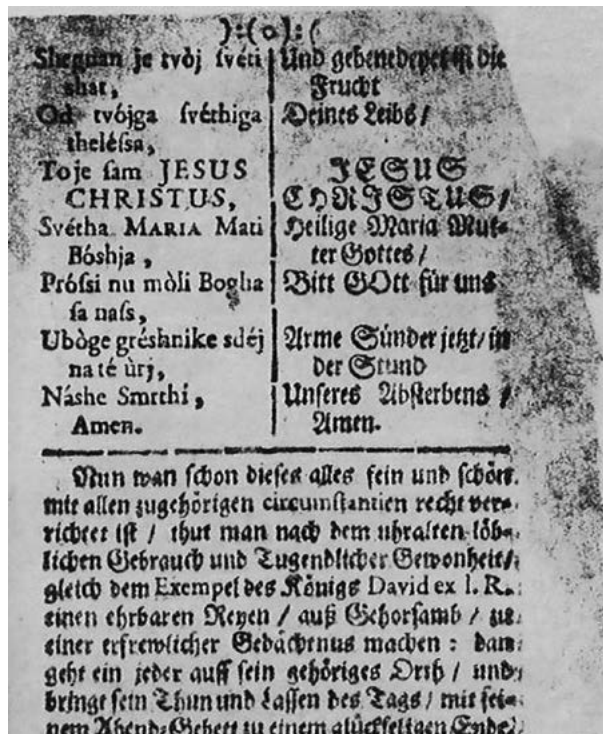 ):(o):(
Shegnan je tvòj ſvéti
shat,
Od tvójga ſvéthiga
theléſsa,
Toje ſam JESUS
CHRISTUS,
Svétha MARIA Mati
Bóshja,
Próſsi nu mòli Bogha
ſa naſs,
Ubòge gréshnike sdéj
na té ùrj,
Náshe Smrthí,
Amen.
Und gebenedeyet iſt die
Frucht
Deines Leibs /
JESUS
CHRISTUS /
Heilige Maria Mut-
ter Gottes /
Bitt GOtt für uns
Arme Sünder jetzt / in
der Stund
Unſeres Abſterbens /
Amen.
Nun wan ſchon dieſes alles fein und ſchön
mit allen zugehörigen circumſtantien recht ver-
richtet iſt / thut man nach dem uhralten löb-
lichen Gebrauch und Tugendlicher Gewonheit /
gleich dem Exempel des Königs David ex l. R.
einen ehrbaren Reyen / auß Gehorſamb / zu
einer erfrewlicher Gedächtnus machen : dan
geht ein jeder auff ſein gehöriges Orth / und
bringt ſein Thun und Laſſen des Tags / mit ſei-
nem Abend-Gebett zu einem glückſeligen Ende /